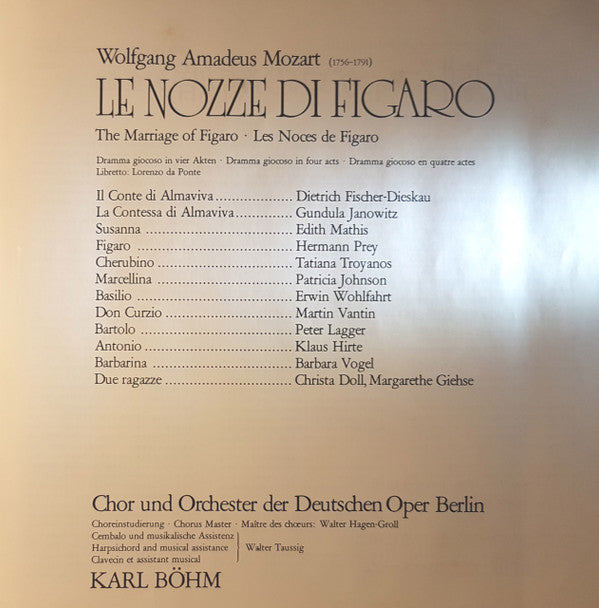 Wolfgang Amadeus Mozart (1756–1791)
LE NOZZE DI FIGARO
The Marriage of Figaro · Les Noces de Figaro
Dramma giocoso in vier Akten · Dramma giocoso in four acts · Dramma giocoso en quatre actes
Libretto: Lorenzo da Ponte
Il Conte di Almaviva ................... Dietrich Fischer-Dieskau
La Contessa di Almaviva .............. Gundula Janowitz
Susanna .................................. Edith Mathis
Figaro .................................... Hermann Prey
Cherubino ................................ Tatiana Troyanos
Marcellina ................................ Patricia Johnson
Basilio .................................... Erwin Wohlfahrt
Don Curzio ............................... Martin Vantin
Bartolo ................................... Peter Lagger
Antonio ................................... Klaus Hirte
Barbarina ................................. Barbara Vogel
Due ragazze .............................. Christa Doll, Margarethe Giehse
Chor und Orchester der Deutschen Oper Berlin
Choreinstudierung · Chorus Master · Maître des chœurs: Walter Hagen-Groll
Cembalo und musikalische Assistenz
Harpsichord and musical assistance } Walter Taussig
Clavecin et assistant musical
KARL BÖHM